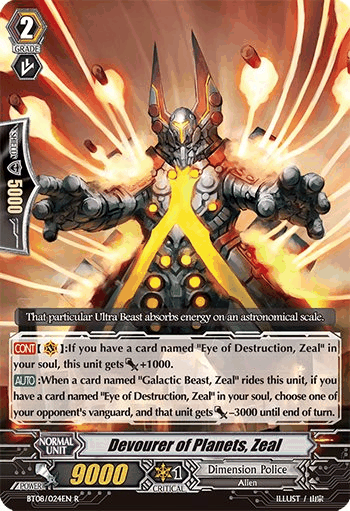 2
GRADE
SHIELD
5000
That particular Ultra Beast absorbs energy on an astronomical scale.
CONT【 】:If you have a card named "Eye of Destruction, Zeal" in
your soul, this unit gets +1000.
AUTO:When a card named "Galactic Beast, Zeal" rides this unit, if you
have a card named "Eye of Destruction, Zeal" in your soul, choose one
of your opponent's vanguard, and that unit gets -3000 until end of turn.
NORMAL
UNIT
Devourer of Planets, Zeal
POWER
9000
1
CRITICAL
Dimension Police
Alien
BT08/024EN R
ILLUST / 山宗